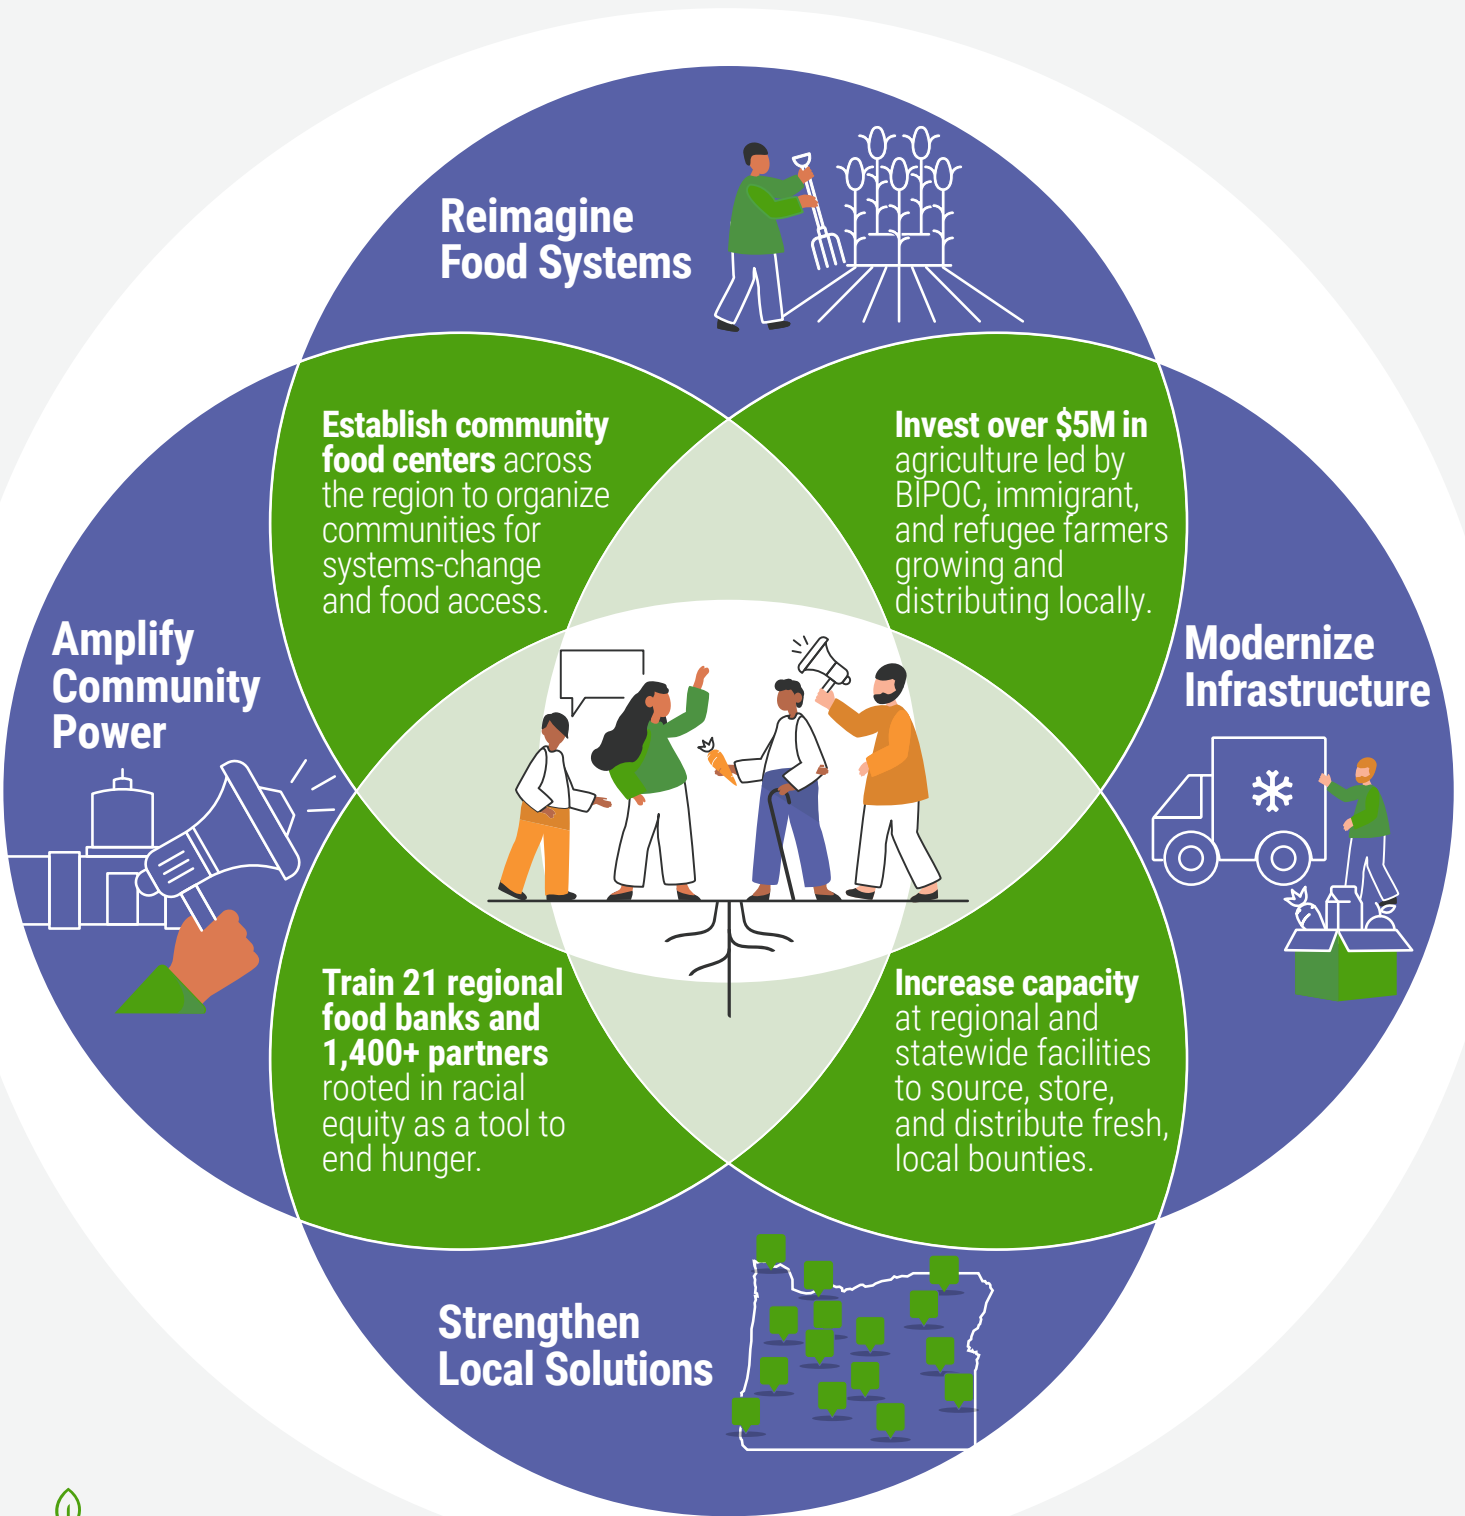 Reimagine
Food Systems
Establish community
food centers across
the region to organize
communities for
systems-change
and food access.
Invest over $5M in
agriculture led by
BIPOC, immigrant,
and refugee farmers
growing and
distributing locally.
Amplify
Community
Power
Modernize
Infrastructure
Train 21 regional
food banks and
1,400+ partners
rooted in racial
equity as a tool to
end hunger.
Increase capacity
at regional and
statewide facilities
to source, store,
and distribute fresh,
local bounties.
Strengthen
Local Solutions